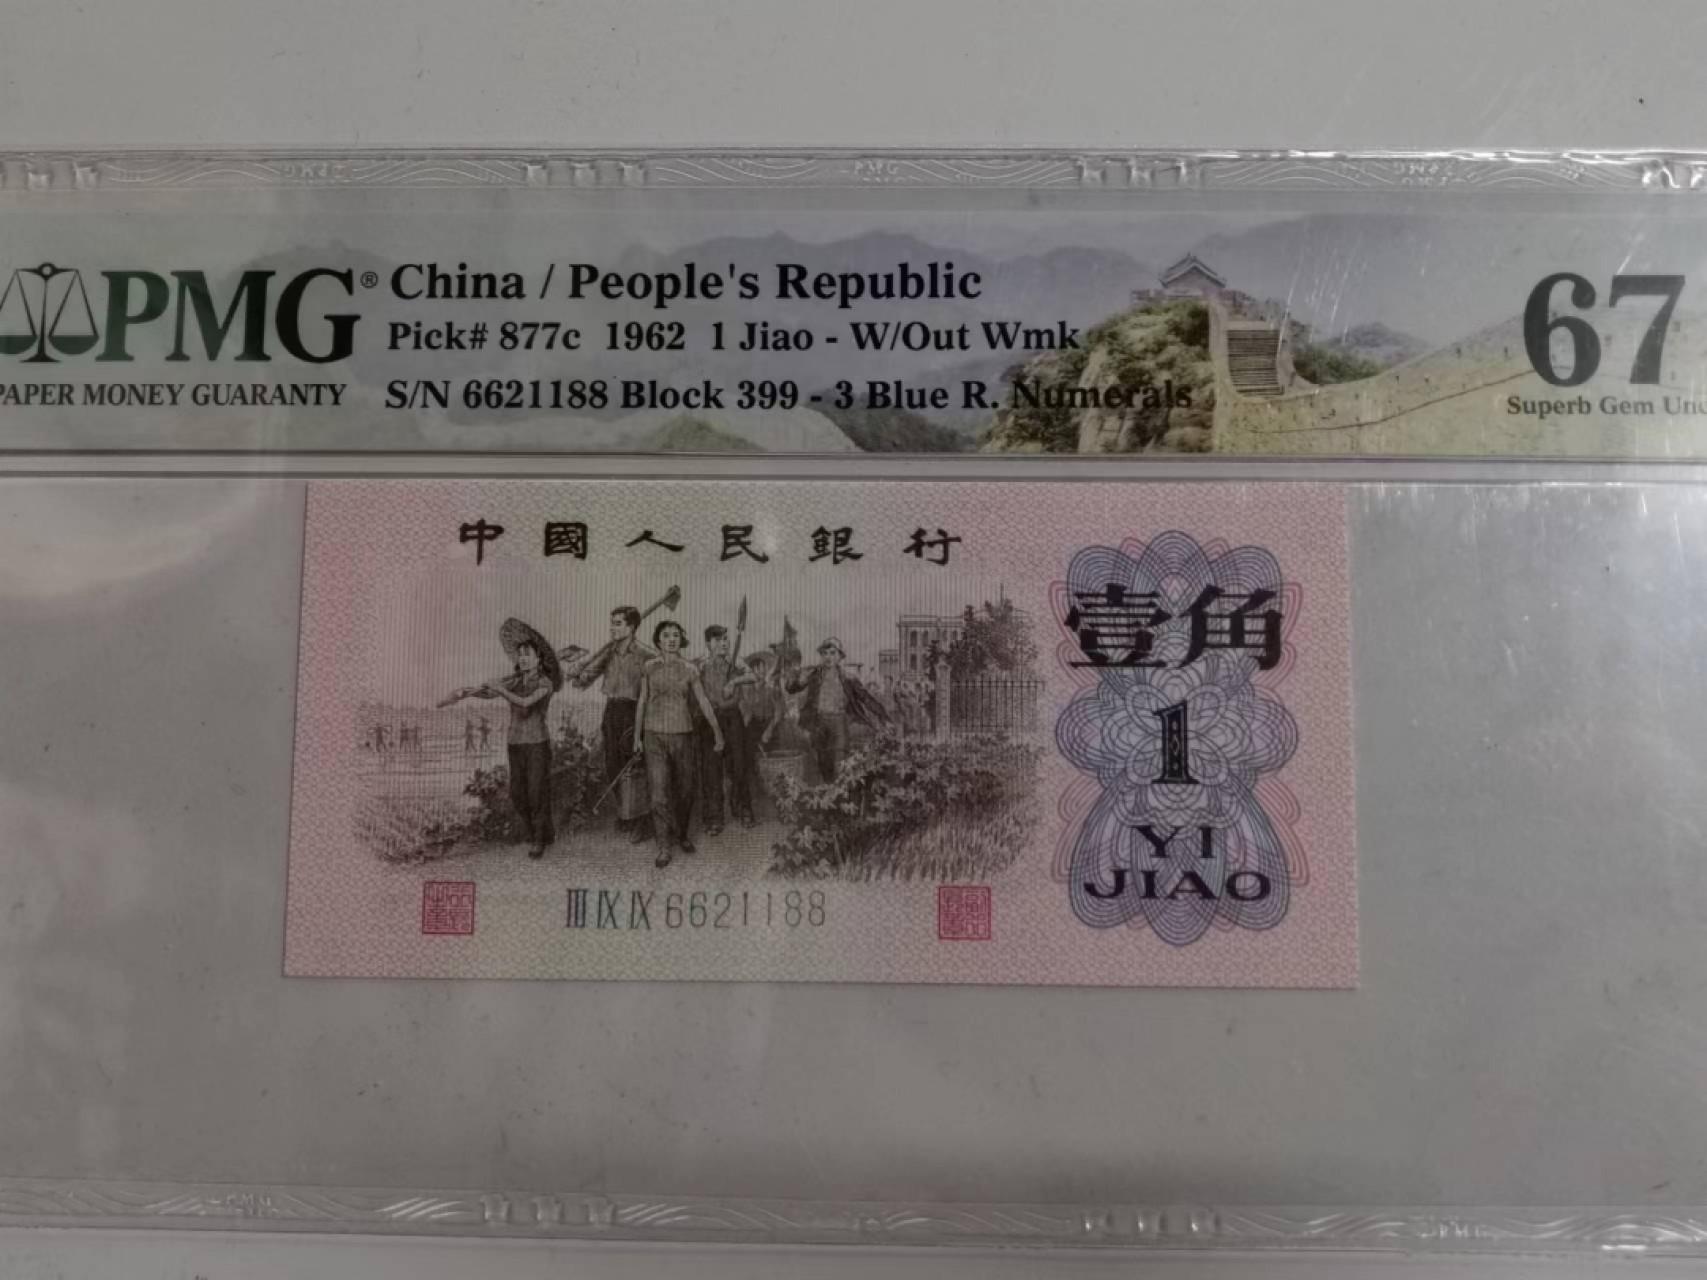 PMG® China / People's Republic 67
Pick# 877c 1962 1 Jiao - W/Out Wmk
PAPER MONEY GUARANTY S/N 6621188 Block 399 - 3 Blue R. Numerals Superb Gem Unc
中國人民銀行
壹角
1
YI
JIAO
III IX IX 6621188